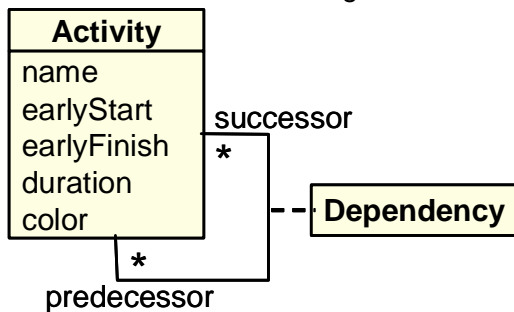 Activity
name
earlyStart
earlyFinish
duration
color
successor
*
Dependency
*
predecessor